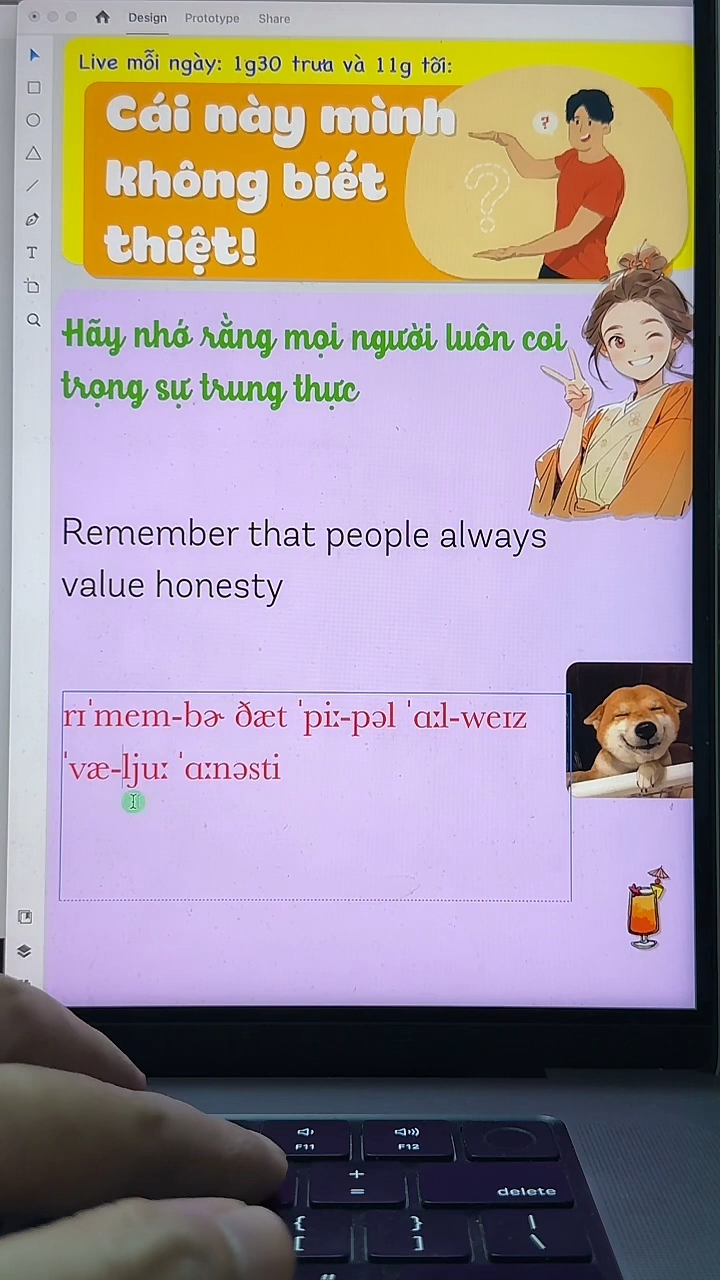 Design Prototype Share
Live mỗi ngày: 1g30 trưa và 11g tối:
Cái này mình
không biết
thiệt!
?
Hãy nhớ rằng mọi người luôn coi
trọng sự trung thực
Remember that people always
value honesty
rɪˈmem-bɚ ðæt ˈpiː-pəl ˈɑːl-weɪz
ˈvæ-ljuː ˈɑːnəsti
F11 F12
+
=
delete
{ } |
[ ] \
"